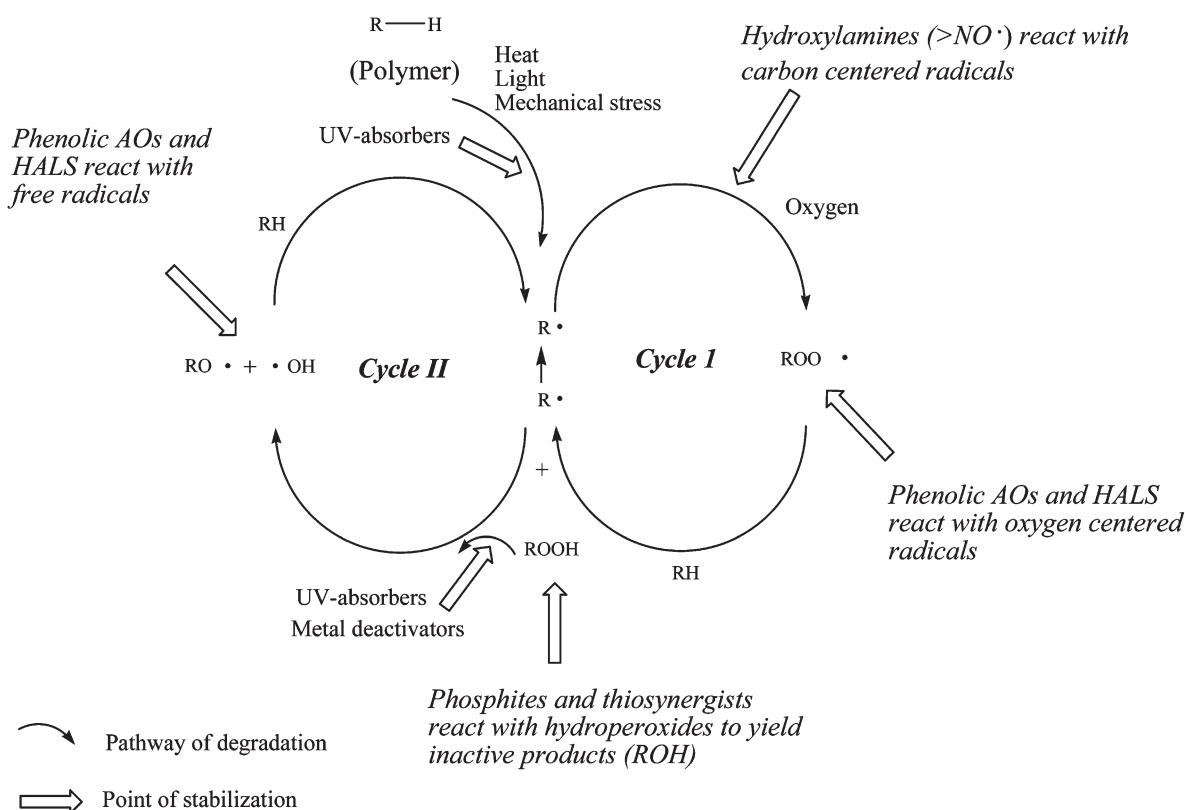 R—H
(Polymer)
Heat
Light
Mechanical stress
Hydroxylamines (>NO·) react with
carbon centered radicals
UV-absorbers
Phenolic AOs and
HALS react with
free radicals
RH
Oxygen
R •
RO • + • OH
Cycle II
Cycle 1
ROO •
R •
+
Phenolic AOs and HALS
react with oxygen centered
radicals
ROOH
RH
UV-absorbers
Metal deactivators
Phosphites and thiosynergists
react with hydroperoxides to yield
inactive products (ROH)
Pathway of degradation
Point of stabilization